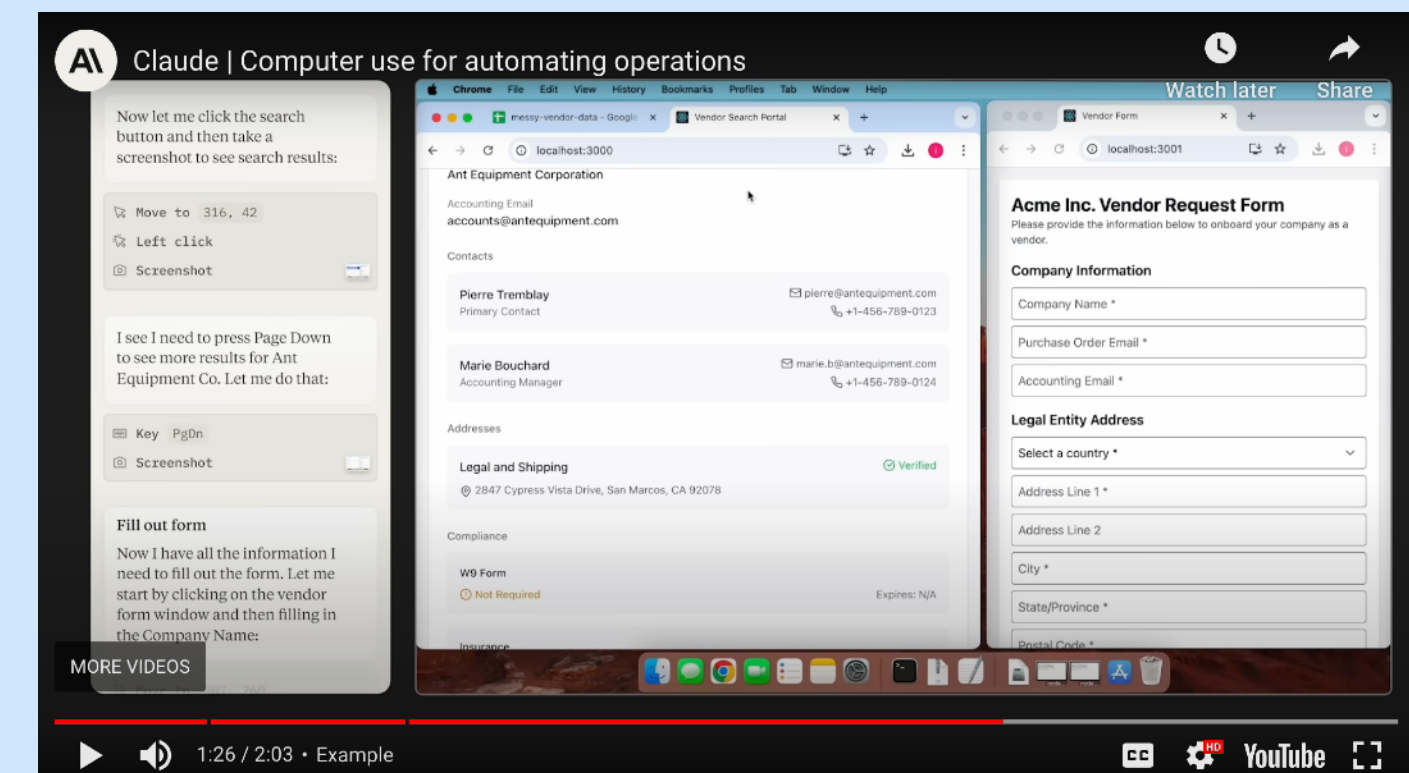 Claude | Computer use for automating operations
Watch later
Share
Now let me click the search
button and then take a
screenshot to see search results:
Move to 316, 42
Left click
Screenshot
I see I need to press Page Down
to see more results for Ant
Equipment Co. Let me do that:
Key PgDn
Screenshot
Fill out form
Now I have all the information I
need to fill out the form. Let me
start by clicking on the vendor
form window and then filling in
the Company Name:
MORE VIDEOS
Chrome File Edit View History Bookmarks Profiles Tab Window Help
messy-vendor-data - Google
Vendor Search Portal
localhost:3000
Ant Equipment Corporation
Accounting Email
accounts@antequipment.com
Contacts
Pierre Tremblay
pierre@antequipment.com
Primary Contact
+1-456-789-0123
Marie Bouchard
marie.b@antequipment.com
Accounting Manager
+1-456-789-0124
Addresses
Legal and Shipping
Verified
2847 Cypress Vista Drive, San Marcos, CA 92078
Compliance
W9 Form
Not Required
Expires: N/A
Insurance
Vendor Form
localhost:3001
Acme Inc. Vendor Request Form
Please provide the information below to onboard your company as a
vendor.
Company Information
Company Name *
Purchase Order Email *
Accounting Email *
Legal Entity Address
Select a country *
Address Line 1 *
Address Line 2
City *
State/Province *
Postal Code *
1:26 / 2:03 • Example
CC
HD
YouTube